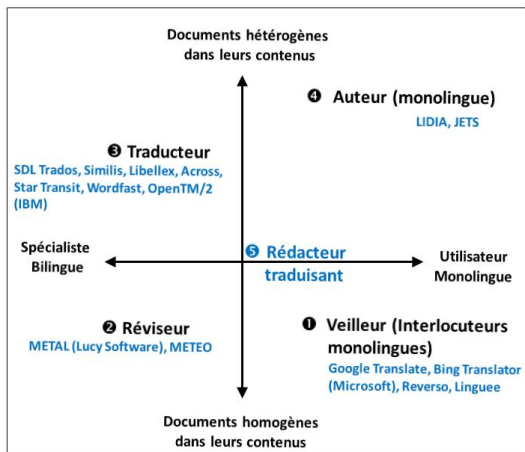 Documents hétérogènes
dans leurs contenus
❹ Auteur (monolingue)
LIDIA, JETS
❸ Traducteur
SDL Trados, Similis, Libellex, Across,
Star Transit, Wordfast, OpenTM/2
(IBM)
Spécialiste
Bilingue
❺ Rédacteur
traduisant
Utilisateur
Monolingue
❷ Réviseur
METAL (Lucy Software), METEO
❶ Veilleur (Interlocuteurs
monolingues)
Google Translate, Bing Translator
(Microsoft), Reverso, Linguee
Documents homogènes
dans leurs contenus